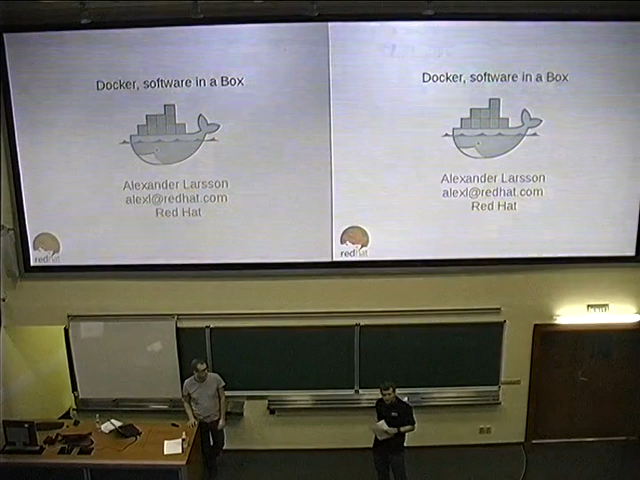 Docker, software in a Box
Alexander Larsson
alexl@redhat.com
Red Hat
redhat
Docker, software in a Box
Alexander Larsson
alexl@redhat.com
Red Hat
redhat